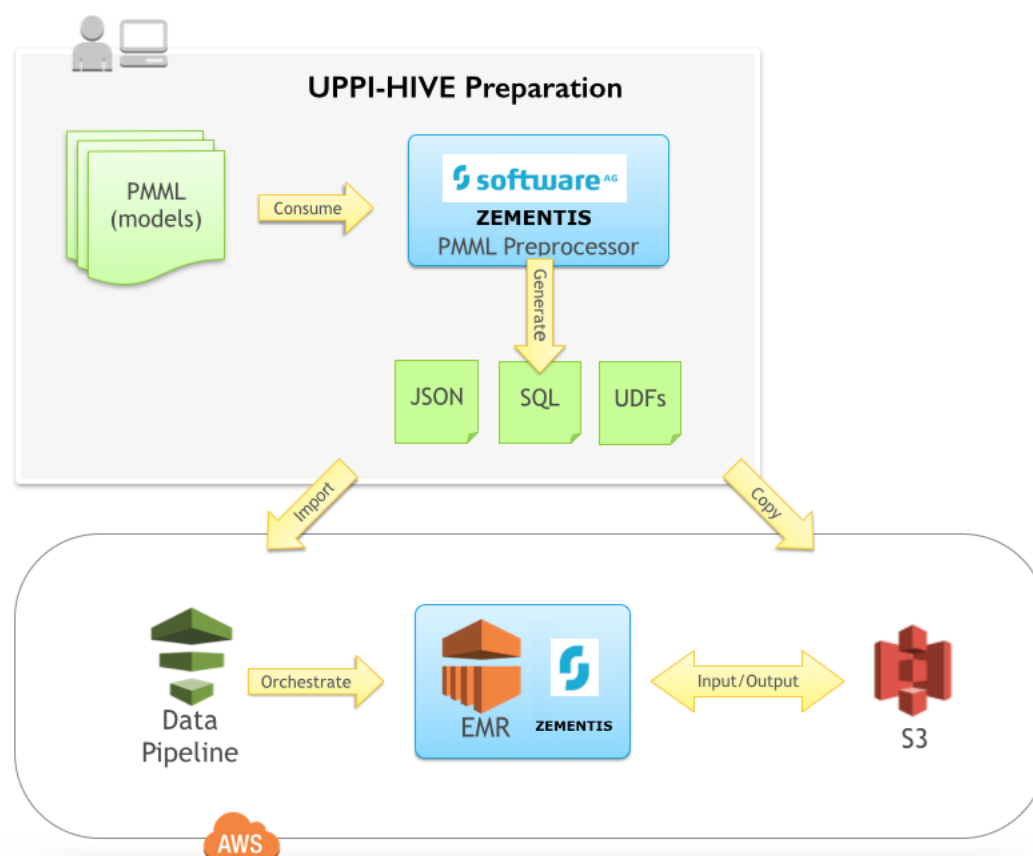 UPPI-HIVE Preparation
PMML
(models)
Consume
software AG
ZEMENTIS
PMML Preprocessor
Generate
JSON
SQL
UDFs
Import
Copy
Data
Pipeline
Orchestrate
EMR
ZEMENTIS
Input/Output
S3
AWS